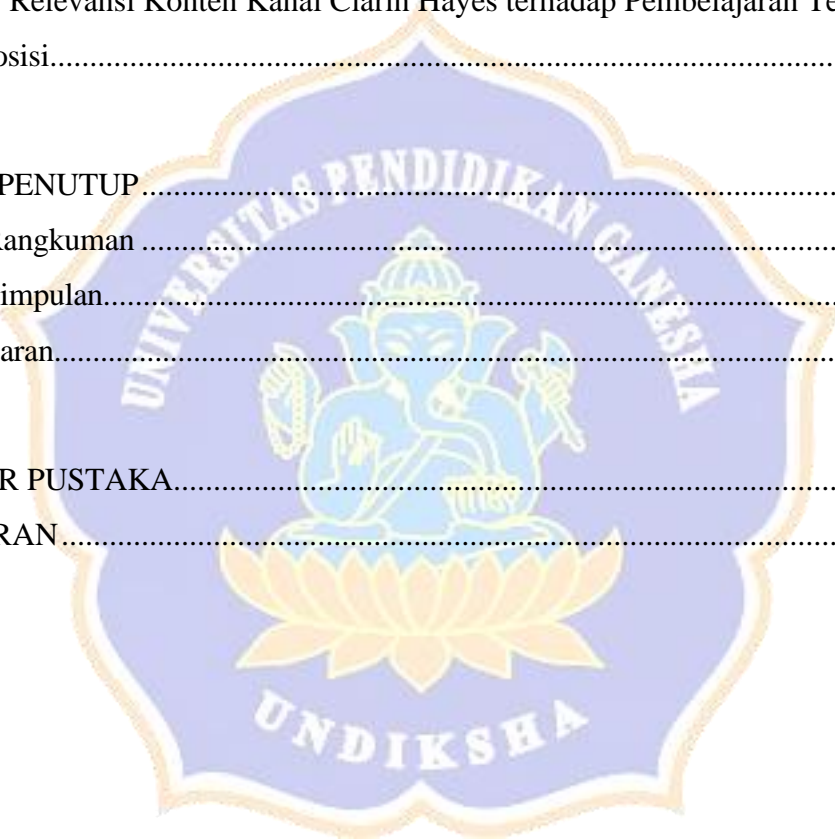 Relevansi Konten Kanal Clarin Hayes terhadap Pembelajaran Te
osisi....................................................................................................
PENUTUP....................................................................................
angkuman ....................................................................................
impulan........................................................................................
aran..............................................................................................
R PUSTAKA................................................................................
RAN..............................................................................................
UNIVERSITAS PENDIDIKAN GANESHA
UNDIKSHA